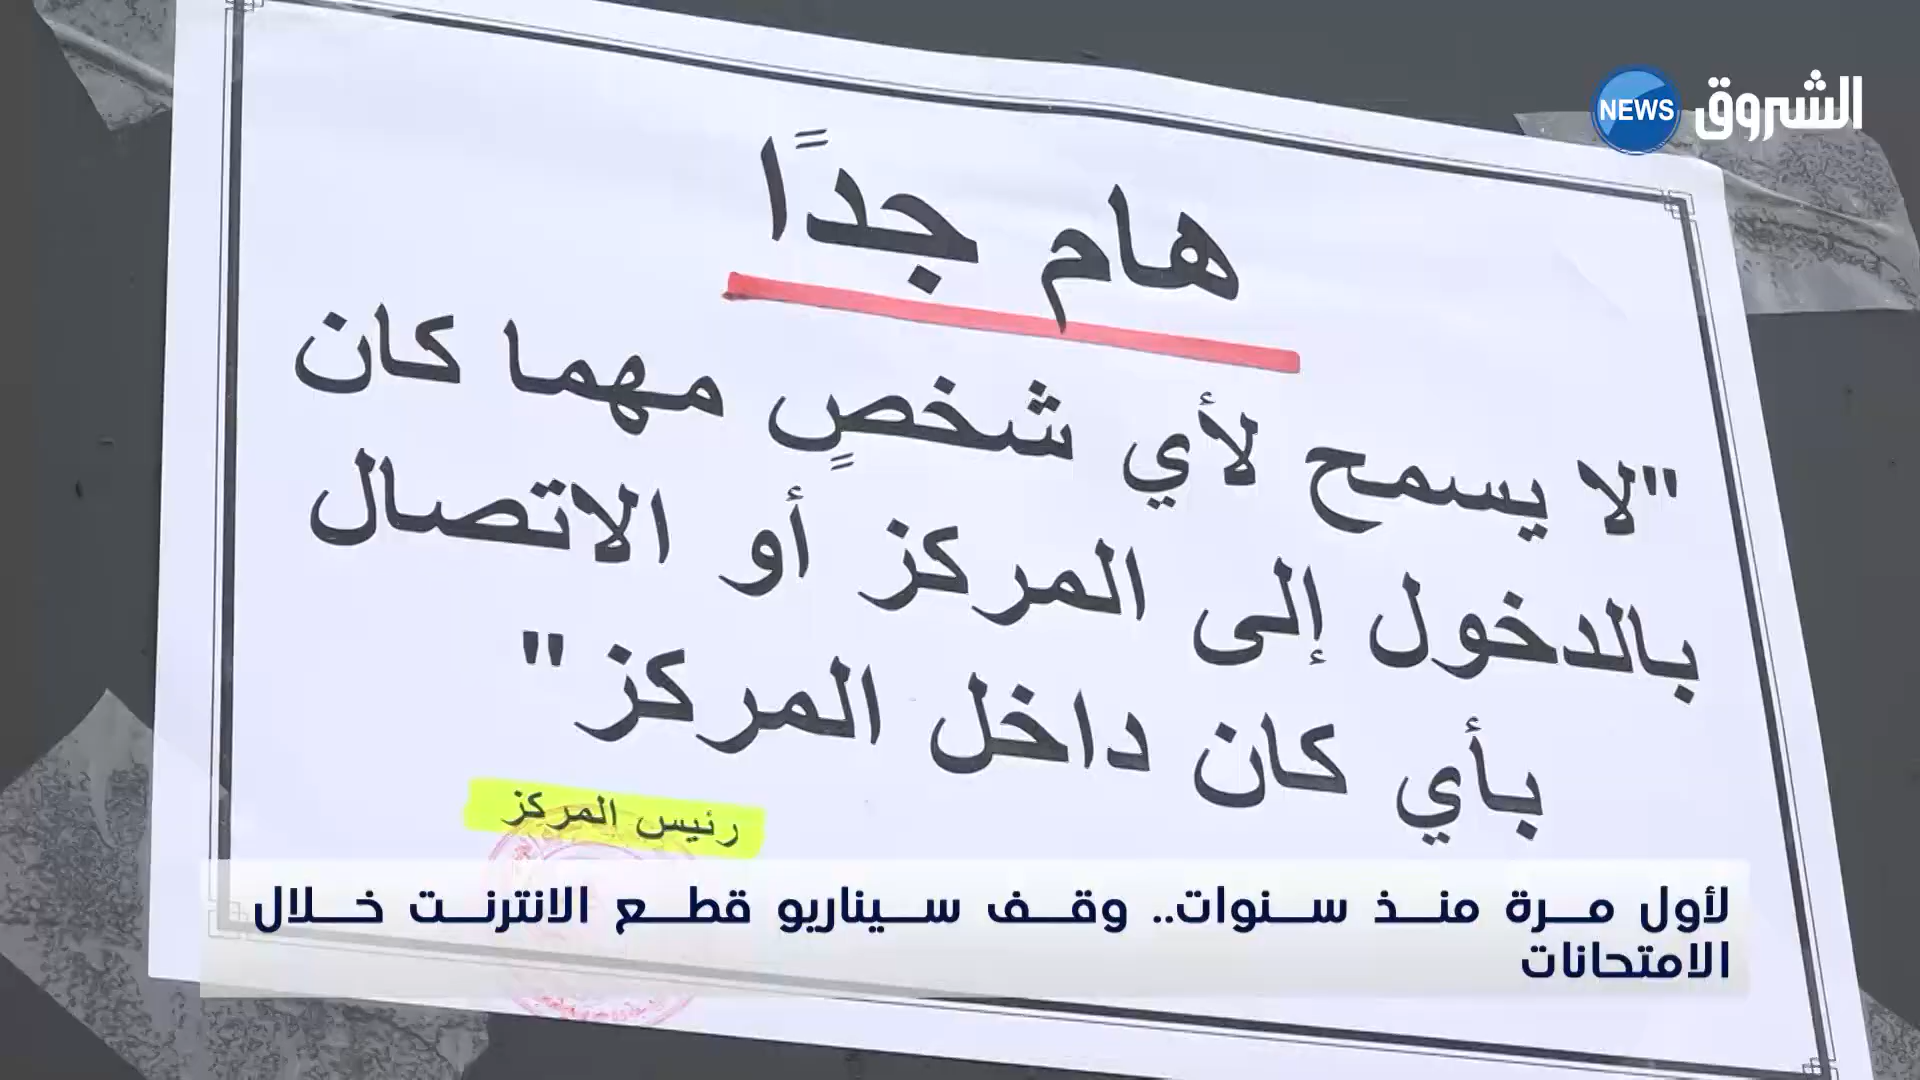 الشروق NEWS
هام جدًا
"لا يسمح لأي شخصٍ مهما كان
بالدخول إلى المركز أو الاتصال
بأي كان داخل المركز"
رئيس المركز
لأول مرة منذ سنوات.. وقف سيناريو قطع الانترنت خلال
الامتحانات